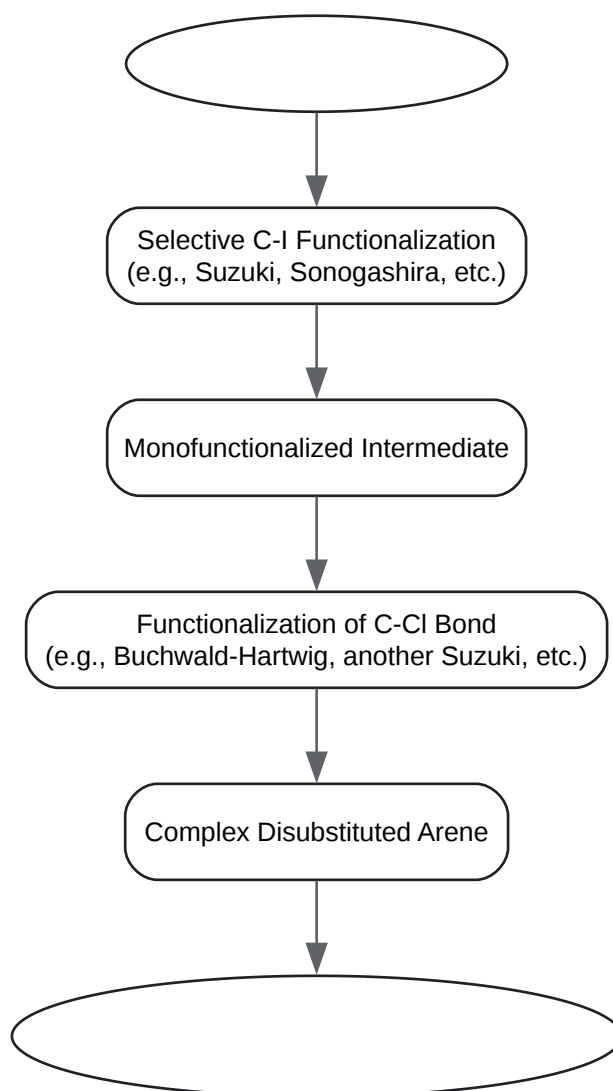 Selective C-I Functionalization
(e.g., Suzuki, Sonogashira, etc.)
Monofunctionalized Intermediate
Functionalization of C-Cl Bond
(e.g., Buchwald-Hartwig, another Suzuki, etc.)
Complex Disubstituted Arene